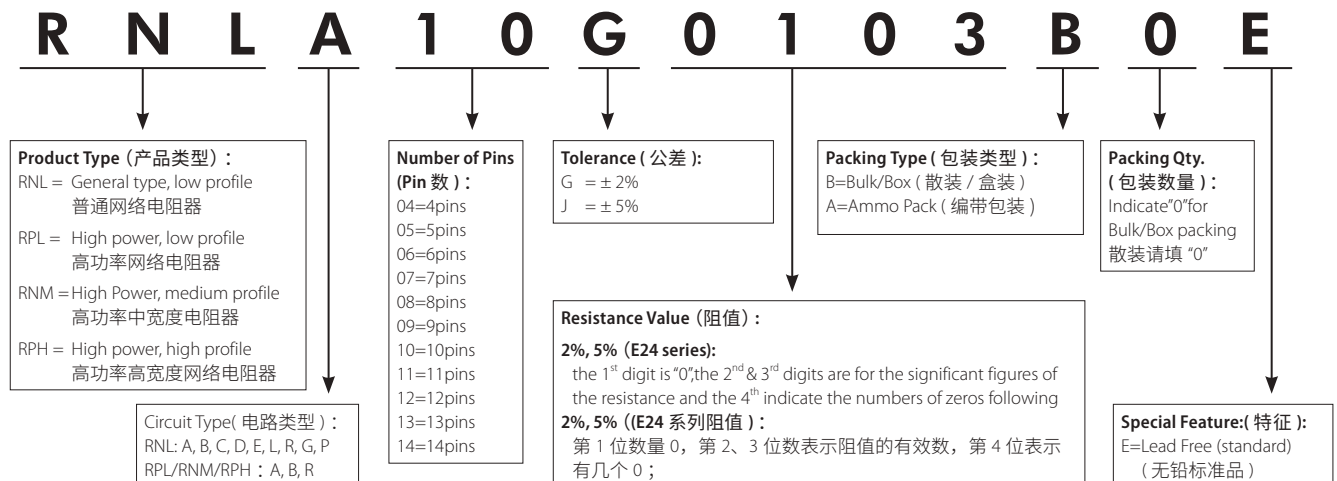 R N L A 1 0 G 0 1 0 3 B 0 E
Product Type（产品类型）：
RNL = General type, low profile
普通网络电阻器
RPL = High power, low profile
高功率网络电阻器
RNM = High Power, medium profile
高功率中宽度电阻器
RPH = High power, high profile
高功率高宽度网络电阻器
Circuit Type( 电路类型 )：
RNL: A, B, C, D, E, L, R, G, P
RPL/RNM/RPH：A, B, R
Number of Pins
(Pin 数 )：
04=4pins
05=5pins
06=6pins
07=7pins
08=8pins
09=9pins
10=10pins
11=11pins
12=12pins
13=13pins
14=14pins
Tolerance ( 公差 ):
G = ± 2%
J = ± 5%
Resistance Value（阻值）:
2%, 5%（E24 series):
the 1st digit is “0”,the 2nd & 3rd digits are for the significant figures of
the resistance and the 4th indicate the numbers of zeros following
2%, 5%（(E24 系列阻值 )：
第 1 位数量 0，第 2、3 位数表示阻值的有效数，第 4 位表示
有几个 0；
Packing Type ( 包装类型 )：
B=Bulk/Box ( 散装 / 盒装 )
A=Ammo Pack ( 编带包装 )
Packing Qty.
( 包装数量 )：
Indicate"0"for
Bulk/Box packing
散装请填 “0”
Special Feature:( 特征 ):
E=Lead Free (standard)
( 无铅标准品 )